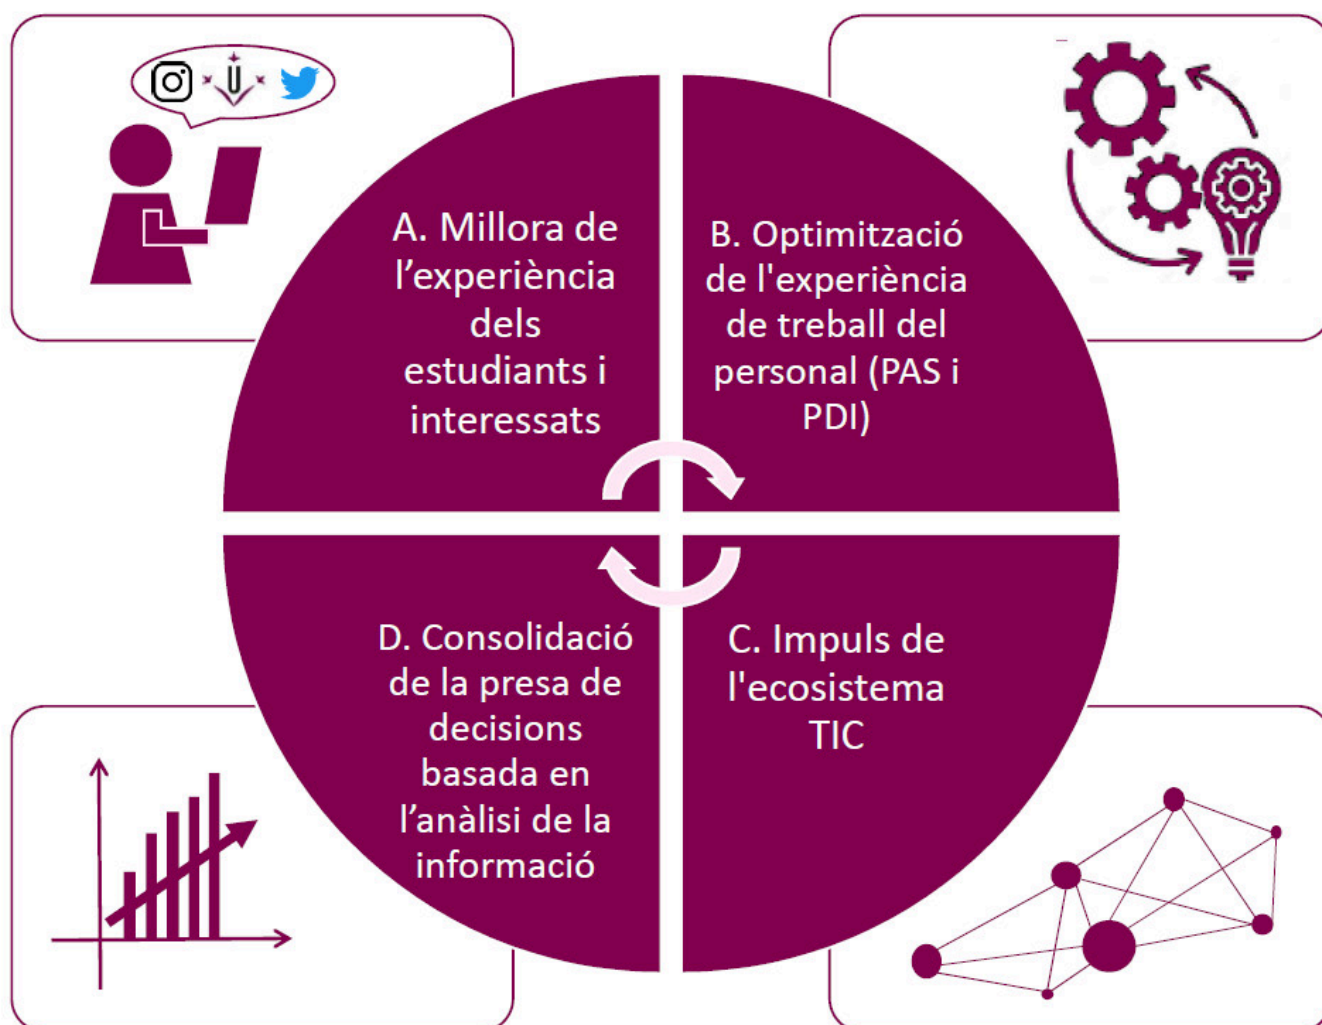 A. Millora de
l’experiència
dels
estudiants i
interessats
B. Optimització
de l'experiència
de treball del
personal (PAS i
PDI)
D. Consolidació
de la presa de
decisions
basada en
l’anàlisi de la
informació
C. Impuls de
l'ecosistema
TIC